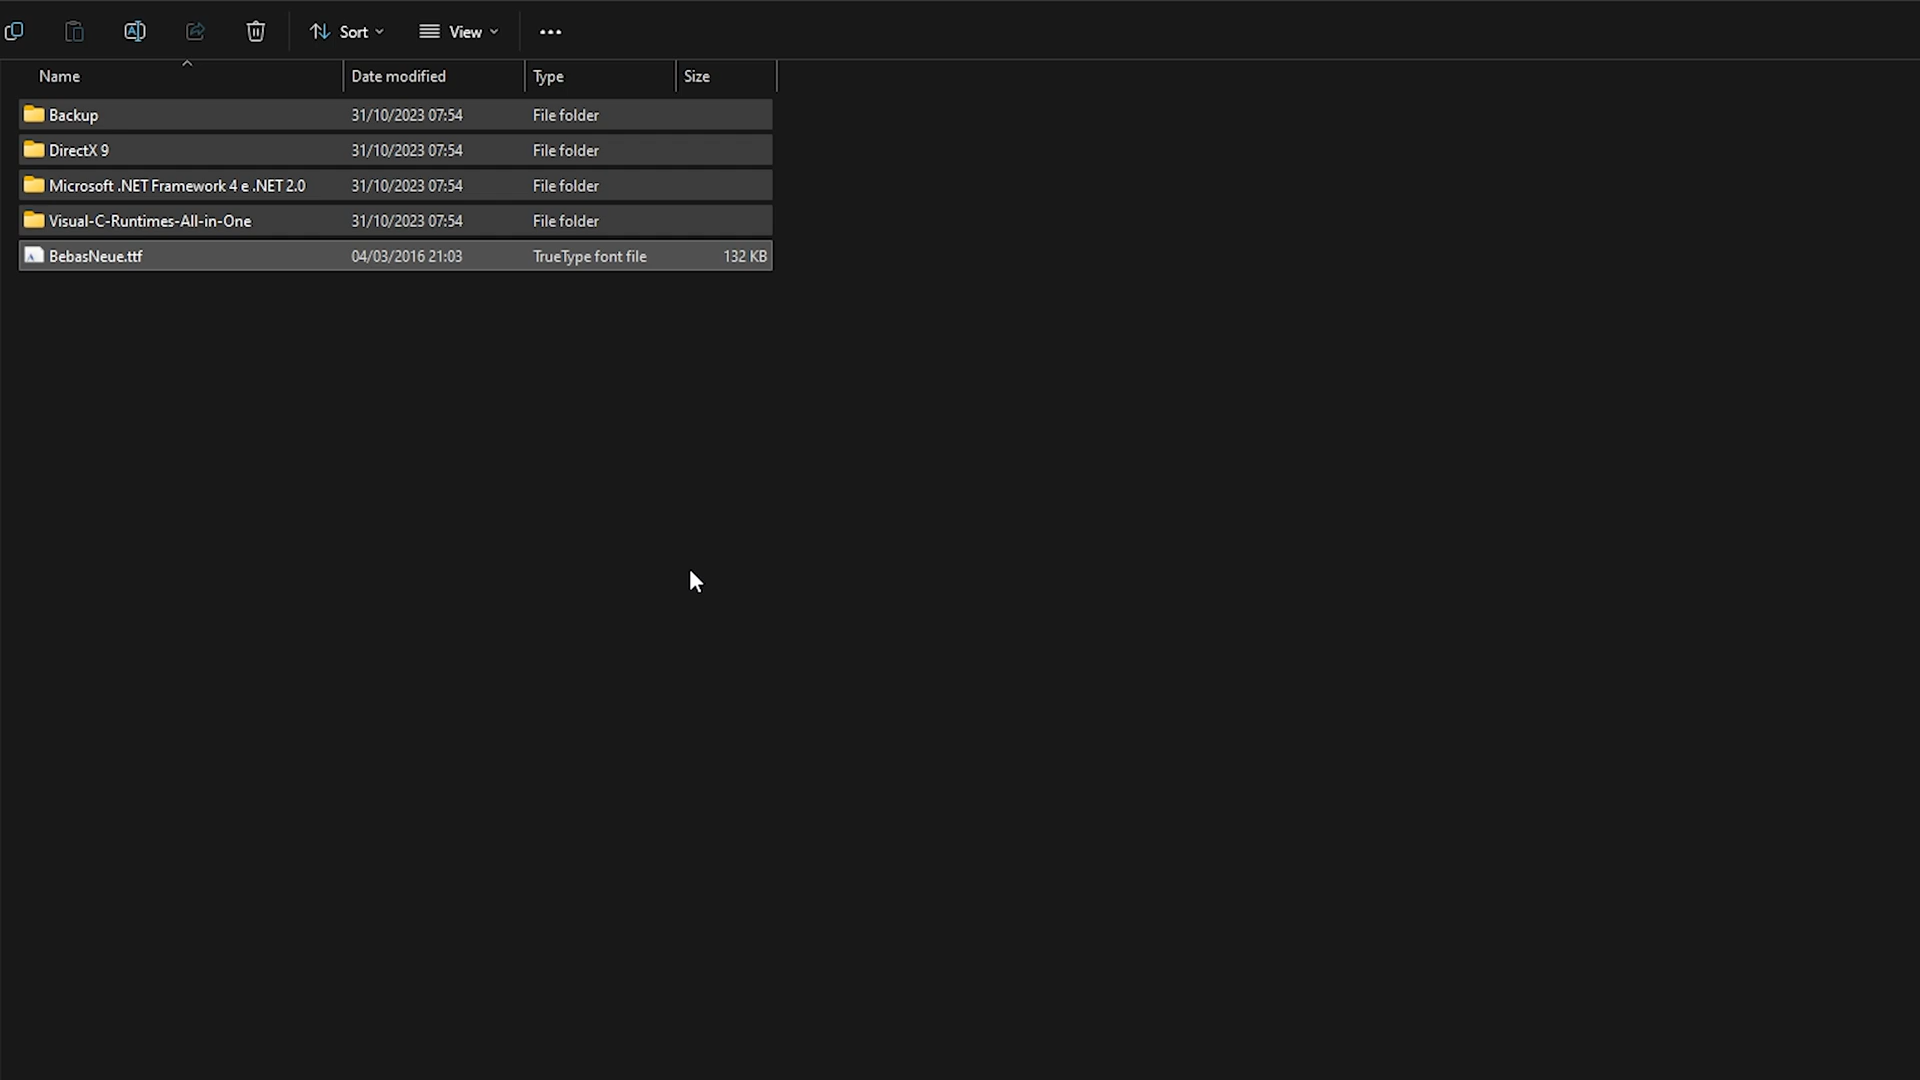 Sort View
Name Date modified Type Size
Backup 31/10/2023 07:54 File folder
DirectX 9 31/10/2023 07:54 File folder
Microsoft .NET Framework 4 e .NET 2.0 31/10/2023 07:54 File folder
Visual-C-Runtimes-All-in-One 31/10/2023 07:54 File folder
BebasNeue.ttf 04/03/2016 21:03 TrueType font file 132 KB